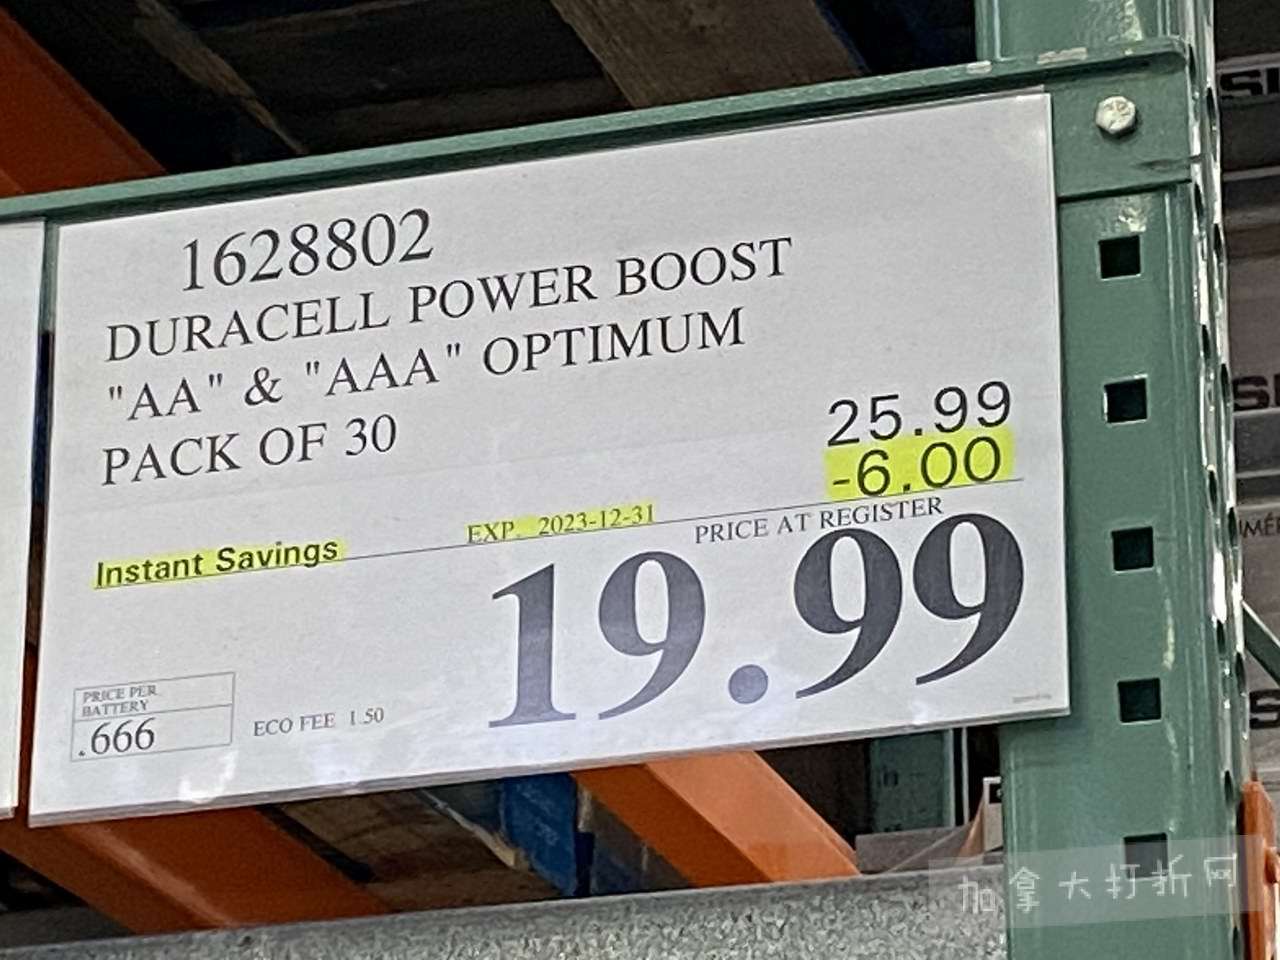 1628802
DURACELL POWER BOOST
"AA" & "AAA" OPTIMUM
PACK OF 30
25.99
-6.00
EXP. 2023-12-31
PRICE AT REGISTER
Instant Savings
19.99
PRICE PER
BATTERY
.666
ECO FEE 1.50
加拿大打折网